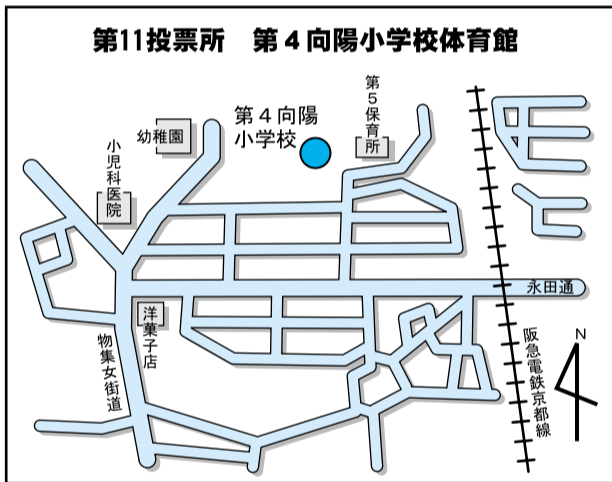 第11投票所　第４向陽小学校体育館
第４向陽
小学校
第５保育所
幼稚園
小児科医院
永田通
洋菓子店
物集女街道
阪急電鉄京都線
N